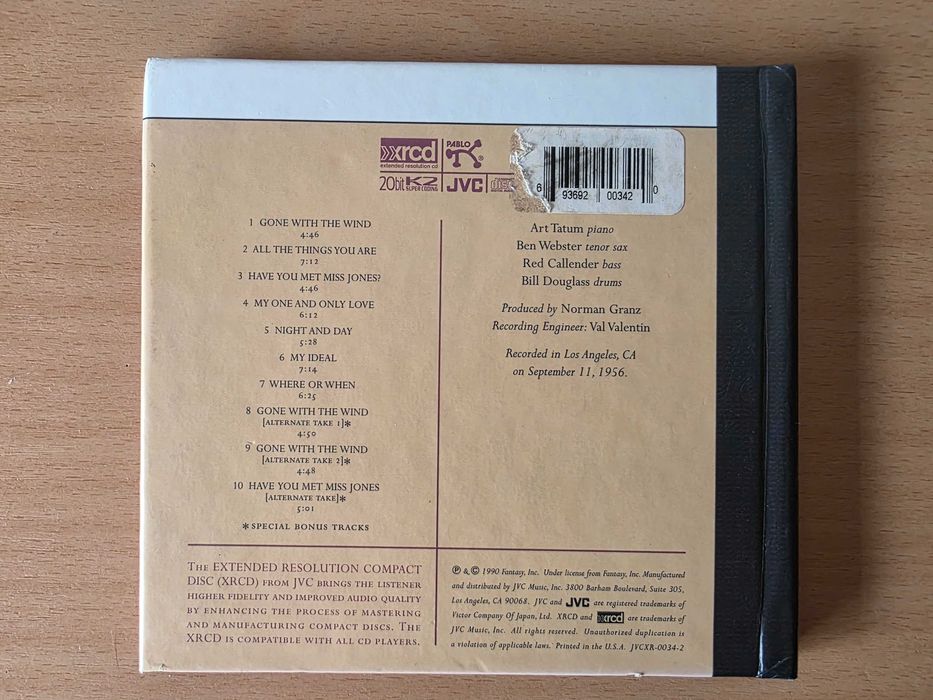 xrcd
extended resolution cd
PABLO
®
20bit K2
SUPER CODING
JVC
6 93692 00342 0
1 GONE WITH THE WIND
4:46
2 ALL THE THINGS YOU ARE
7:12
3 HAVE YOU MET MISS JONES?
4:46
4 MY ONE AND ONLY LOVE
6:12
5 NIGHT AND DAY
5:28
6 MY IDEAL
7:14
7 WHERE OR WHEN
6:25
8 GONE WITH THE WIND
[ALTERNATE TAKE 1]*
4:50
9 GONE WITH THE WIND
[ALTERNATE TAKE 2]*
4:48
10 HAVE YOU MET MISS JONES
[ALTERNATE TAKE]*
5:01
*SPECIAL BONUS TRACKS
Art Tatum piano
Ben Webster tenor sax
Red Callender bass
Bill Douglass drums
Produced by Norman Granz
Recording Engineer: Val Valentin
Recorded in Los Angeles, CA
on September 11, 1956.
THE EXTENDED RESOLUTION COMPACT
DISC (XRCD) FROM JVC BRINGS THE LISTENER
HIGHER FIDELITY AND IMPROVED AUDIO QUALITY
BY ENHANCING THE PROCESS OF MASTERING
AND MANUFACTURING COMPACT DISCS. THE
XRCD IS COMPATIBLE WITH ALL CD PLAYERS.
℗ & © 1990 Fantasy, Inc. Under license from Fantasy, Inc. Manufactured
and distributed by JVC Music, Inc. 3800 Barham Boulevard, Suite 305,
Los Angeles, CA 90068. JVC and JVC are registered trademarks of
Victor Company Of Japan, Ltd. XRCD and xrcd are trademarks of
JVC Music, Inc. All rights reserved. Unauthorized duplication is
a violation of applicable laws. Printed in the U.S.A. JVCXR-0034-2